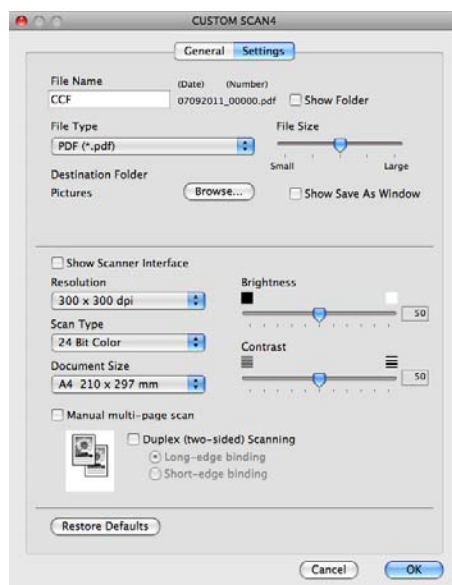 CUSTOM SCAN4
General Settings
File Name (Date) (Number)
CCF 07092011_00000.pdf Show Folder
File Type File Size
PDF (*.pdf)
Small Large
Destination Folder
Pictures Browse... Show Save As Window
Show Scanner Interface
Resolution Brightness
300 x 300 dpi
50
Scan Type
24 Bit Color
Contrast
Document Size
A4 210 x 297 mm 50
Manual multi-page scan
Duplex (two-sided) Scanning
Long-edge binding
Short-edge binding
Restore Defaults
Cancel OK